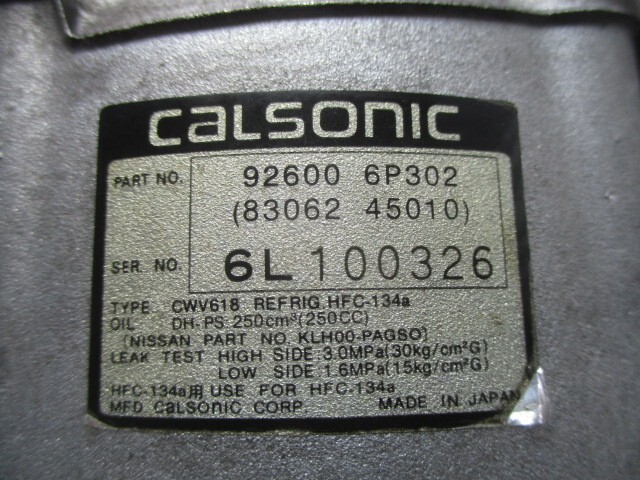 calsonic
PART NO. 92600 6P302
(83062 45010)
SER NO. 6L100326
TYPE CWV618 REFRIG HFC-134a
OIL DH-PS 250cm³(250CC)
(NISSAN PART NO KLH00-PAGSO)
LEAK TEST HIGH SIDE 3.0MPa(30kg/cm²G)
LOW SIDE 1.6MPa(15kg/cm²G)
HFC-134a用 USE FOR HFC-134a
MFD calsonic CORP. MADE IN JAPAN